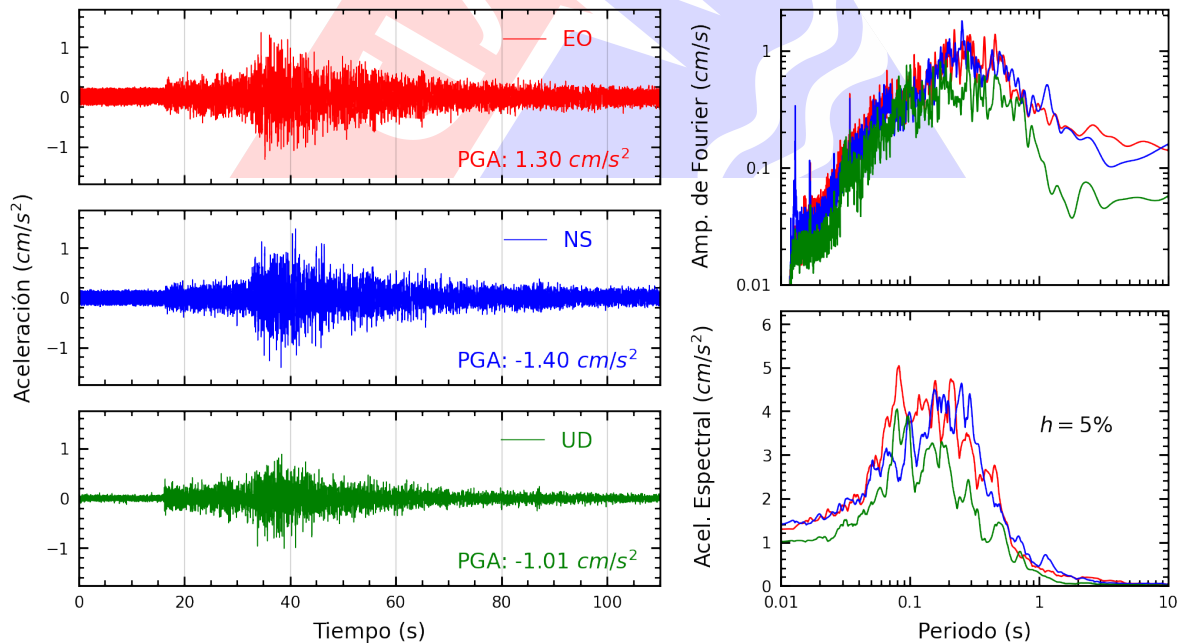 Aceleración (cm/s²)
1
0
−1
EO
PGA: 1.30 cm/s²
1
0
−1
NS
PGA: -1.40 cm/s²
1
0
−1
UD
PGA: -1.01 cm/s²
0 20 40 60 80 100
Tiempo (s)
Amp. de Fourier (cm/s)
1
0.1
0.01
Acel. Espectral (cm/s²)
6
5
4
3
2
1
0
h = 5%
0.01 0.1 1 10
Periodo (s)